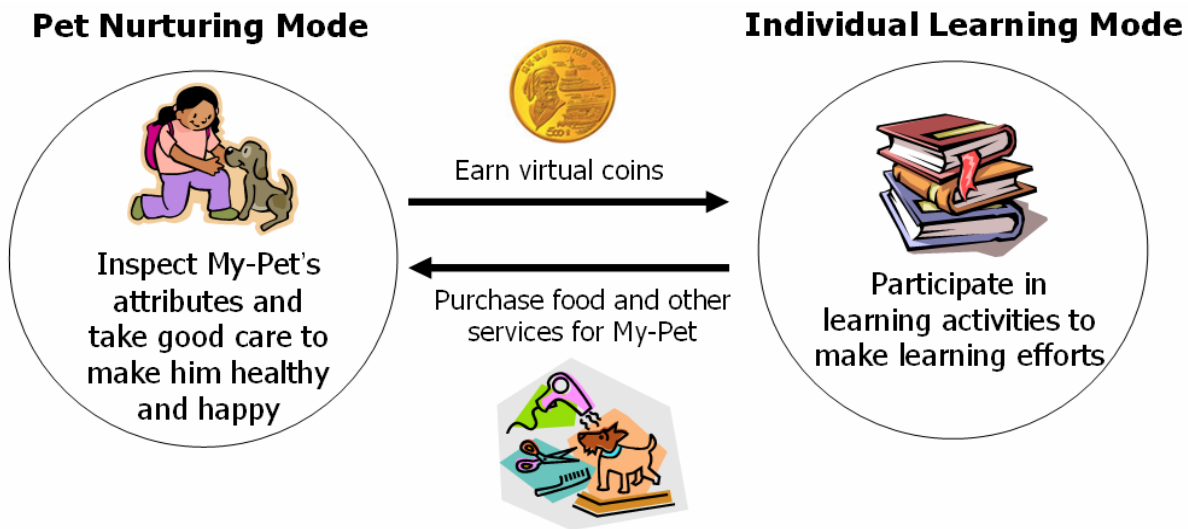 Pet Nurturing Mode
Individual Learning Mode
Earn virtual coins
Inspect My-Pet's
attributes and
take good care to
make him healthy
and happy
Purchase food and other
services for My-Pet
Participate in
learning activities to
make learning efforts